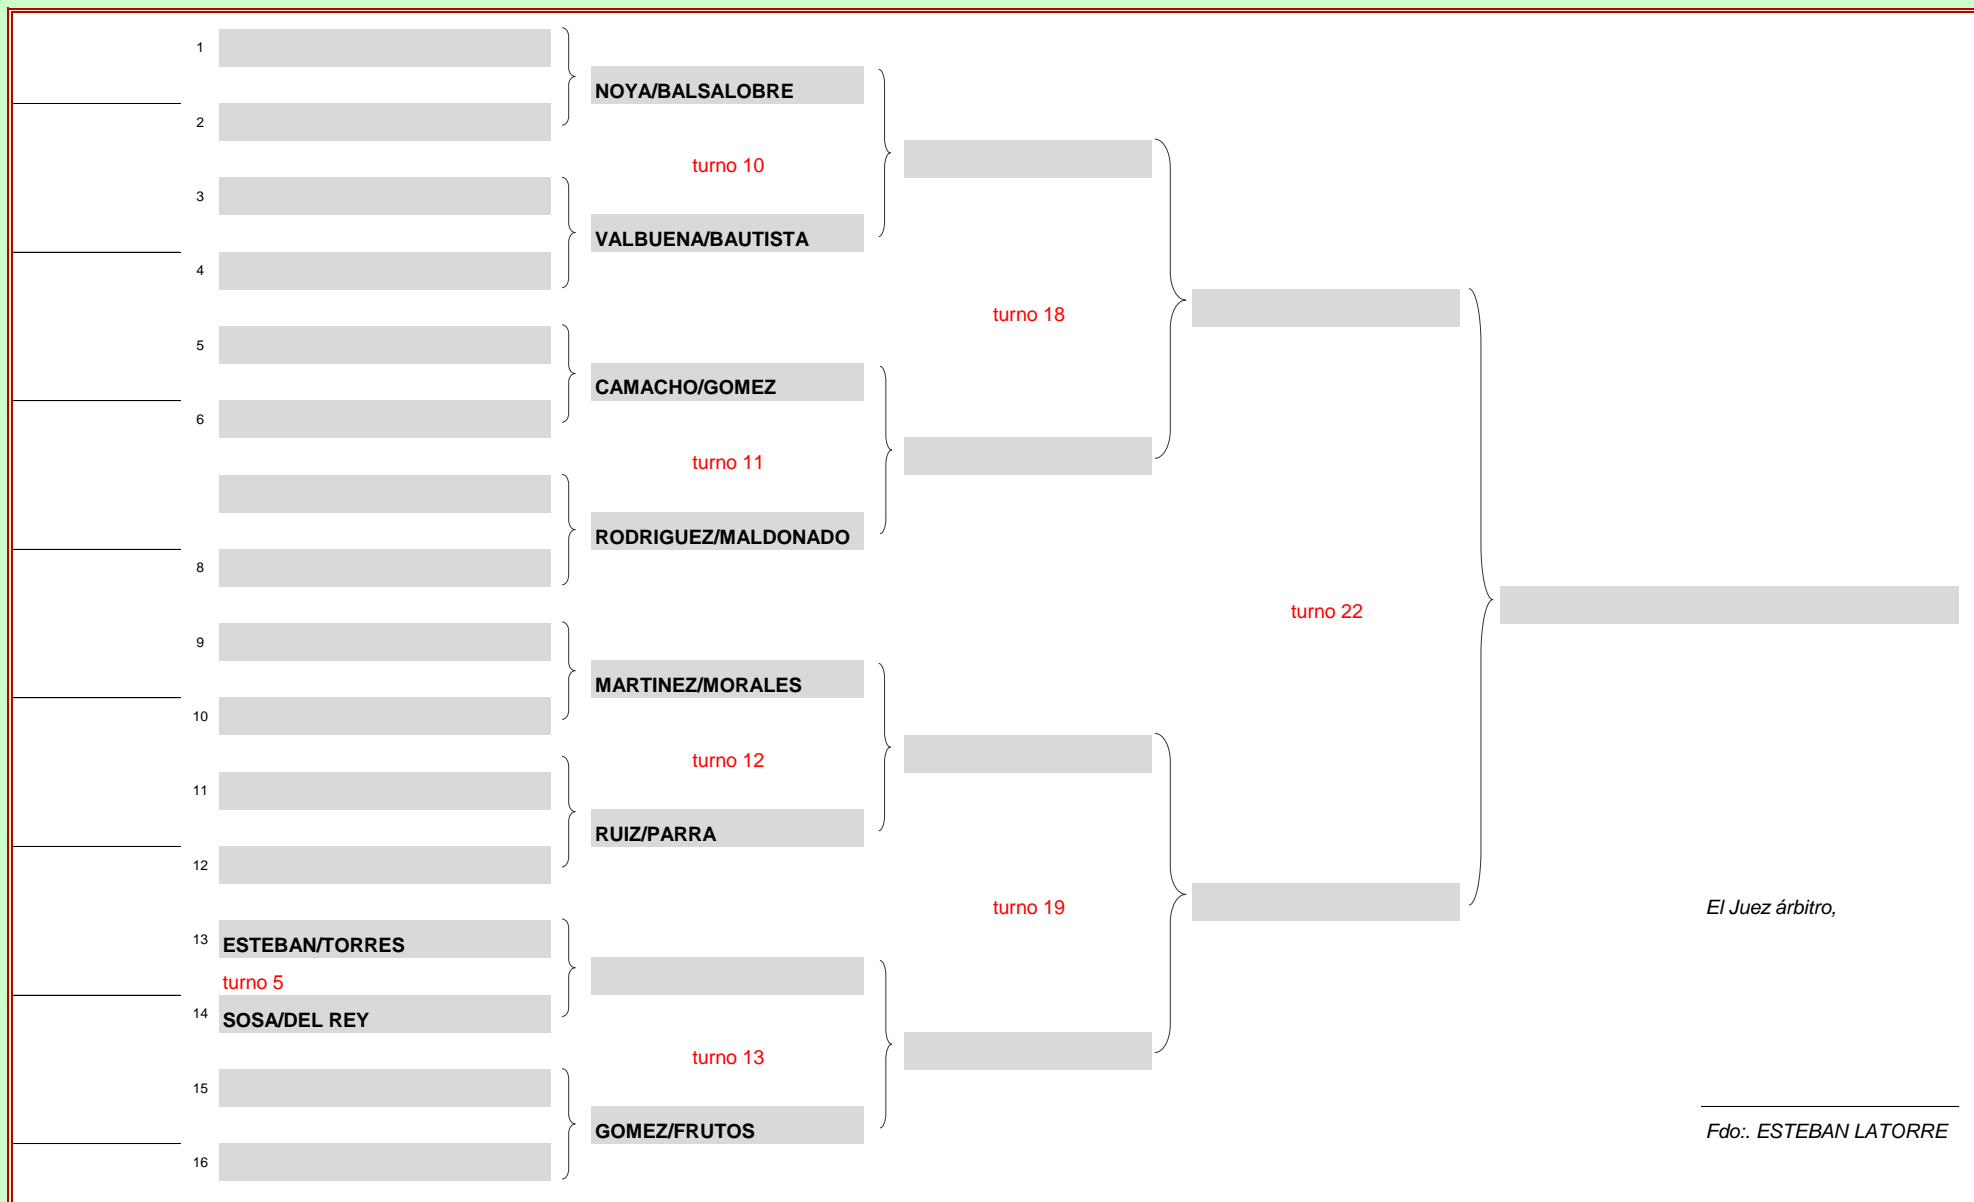 1
NOYA/BALSALOBRE
2
turno 10
3
VALBUENA/BAUTISTA
4
turno 18
5
CAMACHO/GOMEZ
6
turno 11
RODRIGUEZ/MALDONADO
8
turno 22
9
MARTINEZ/MORALES
10
turno 12
11
RUIZ/PARRA
12
turno 19
El Juez árbitro,
13 ESTEBAN/TORRES
turno 5
14 SOSA/DEL REY
turno 13
15
GOMEZ/FRUTOS
Fdo:. ESTEBAN LATORRE
16